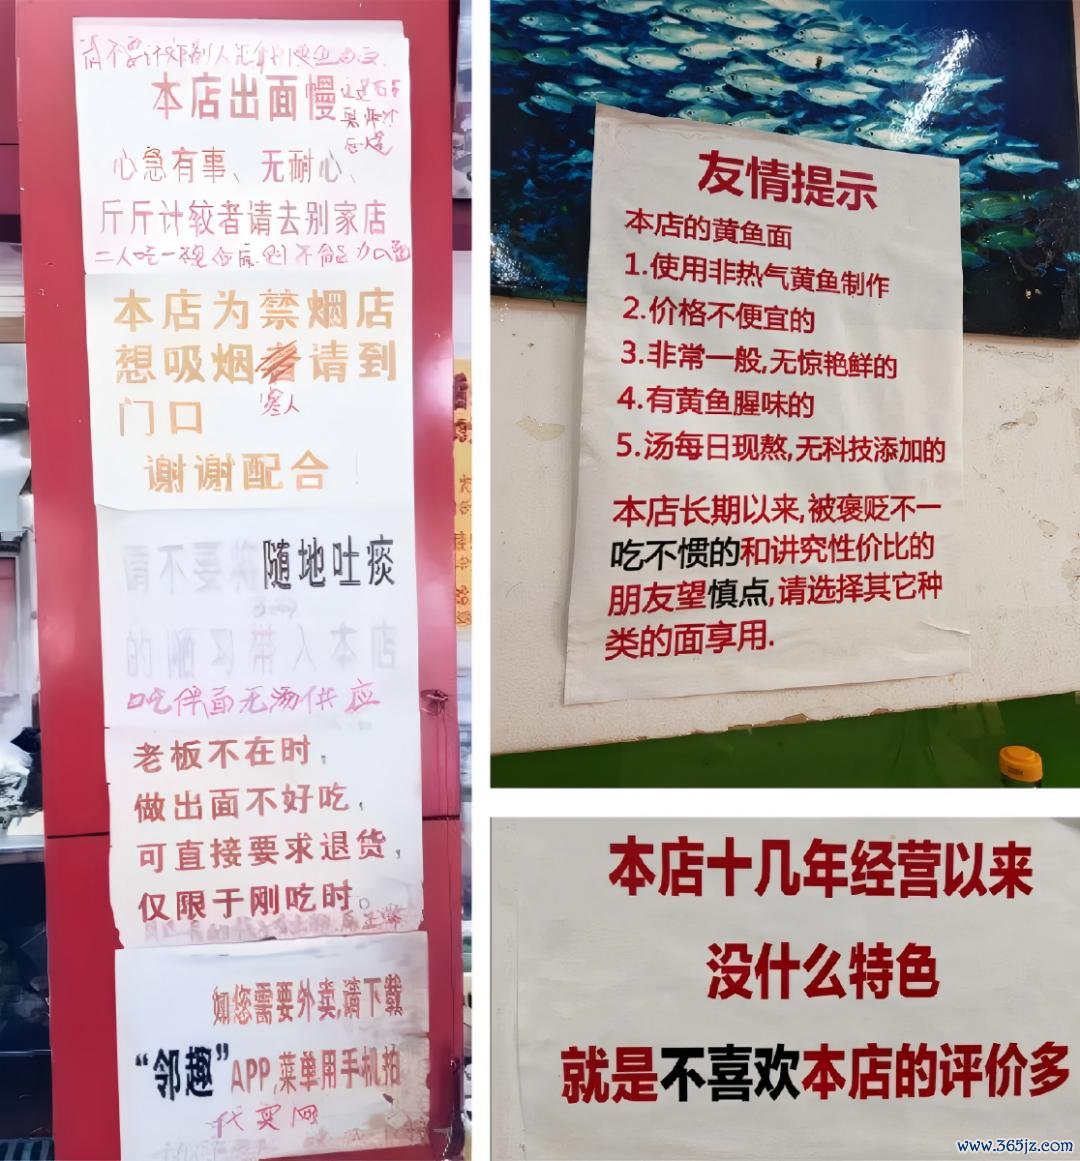 本店出面慢
心急有事、无耐心、
斤斤计较者请去别家店
本店为禁烟店
想吸烟者请到
客人
门口
谢谢配合
请不要将随地吐痰
的陋习带入本店
吃伴面无汤供应
老板不在时，
做出面不好吃，
可直接要求退货，
仅限于刚吃时。
如您需要外卖,请下载
“邻趣”APP,菜单用手机拍
代买网
友情提示
本店的黄鱼面
1.使用非热气黄鱼制作
2.价格不便宜的
3.非常一般,无惊艳鲜的
4.有黄鱼腥味的
5.汤每日现熬,无科技添加的
本店长期以来,被褒贬不一
吃不惯的和讲究性价比的
朋友望慎点,请选择其它种
类的面享用.
本店十几年经营以来
没什么特色
就是不喜欢本店的评价多
www.365jz.com